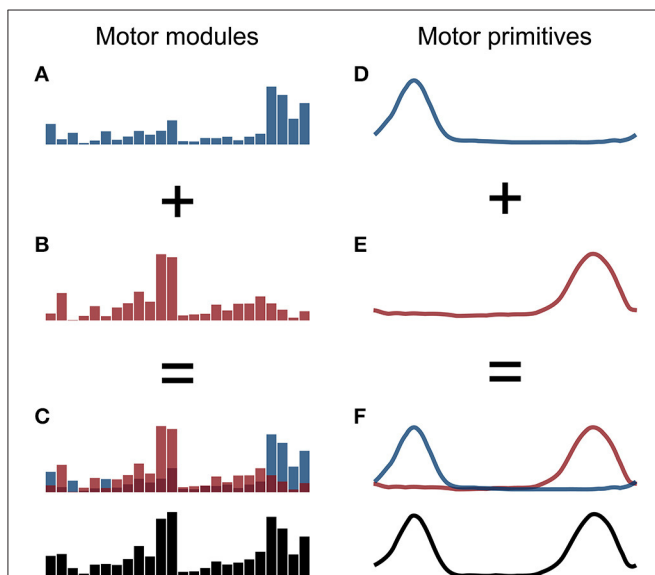 Motor modules Motor primitives
A D
+ +
B E
= =
C F